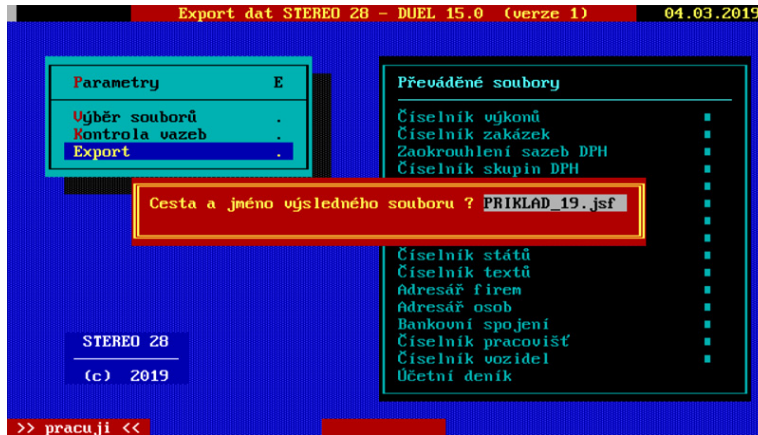 Export dat STEREO 28 - DUEL 15.0 (verze 1) 04.03.2019
Parametry E
Výběr souborů .
Kontrola vazeb .
Export .
Převáděné soubory
Číselník výkonů
Číselník zakázek
Zaokrouhlení sazeb DPH
Číselník skupin DPH
Cesta a jméno výsledného souboru ? PRIKLAD_19.jsf
Číselník států
Číselník textů
Adresář firem
Adresář osob
Bankovní spojení
Číselník pracovišť
Číselník vozidel
Účetní deník
STEREO 28
(c) 2019
>> pracuji <<